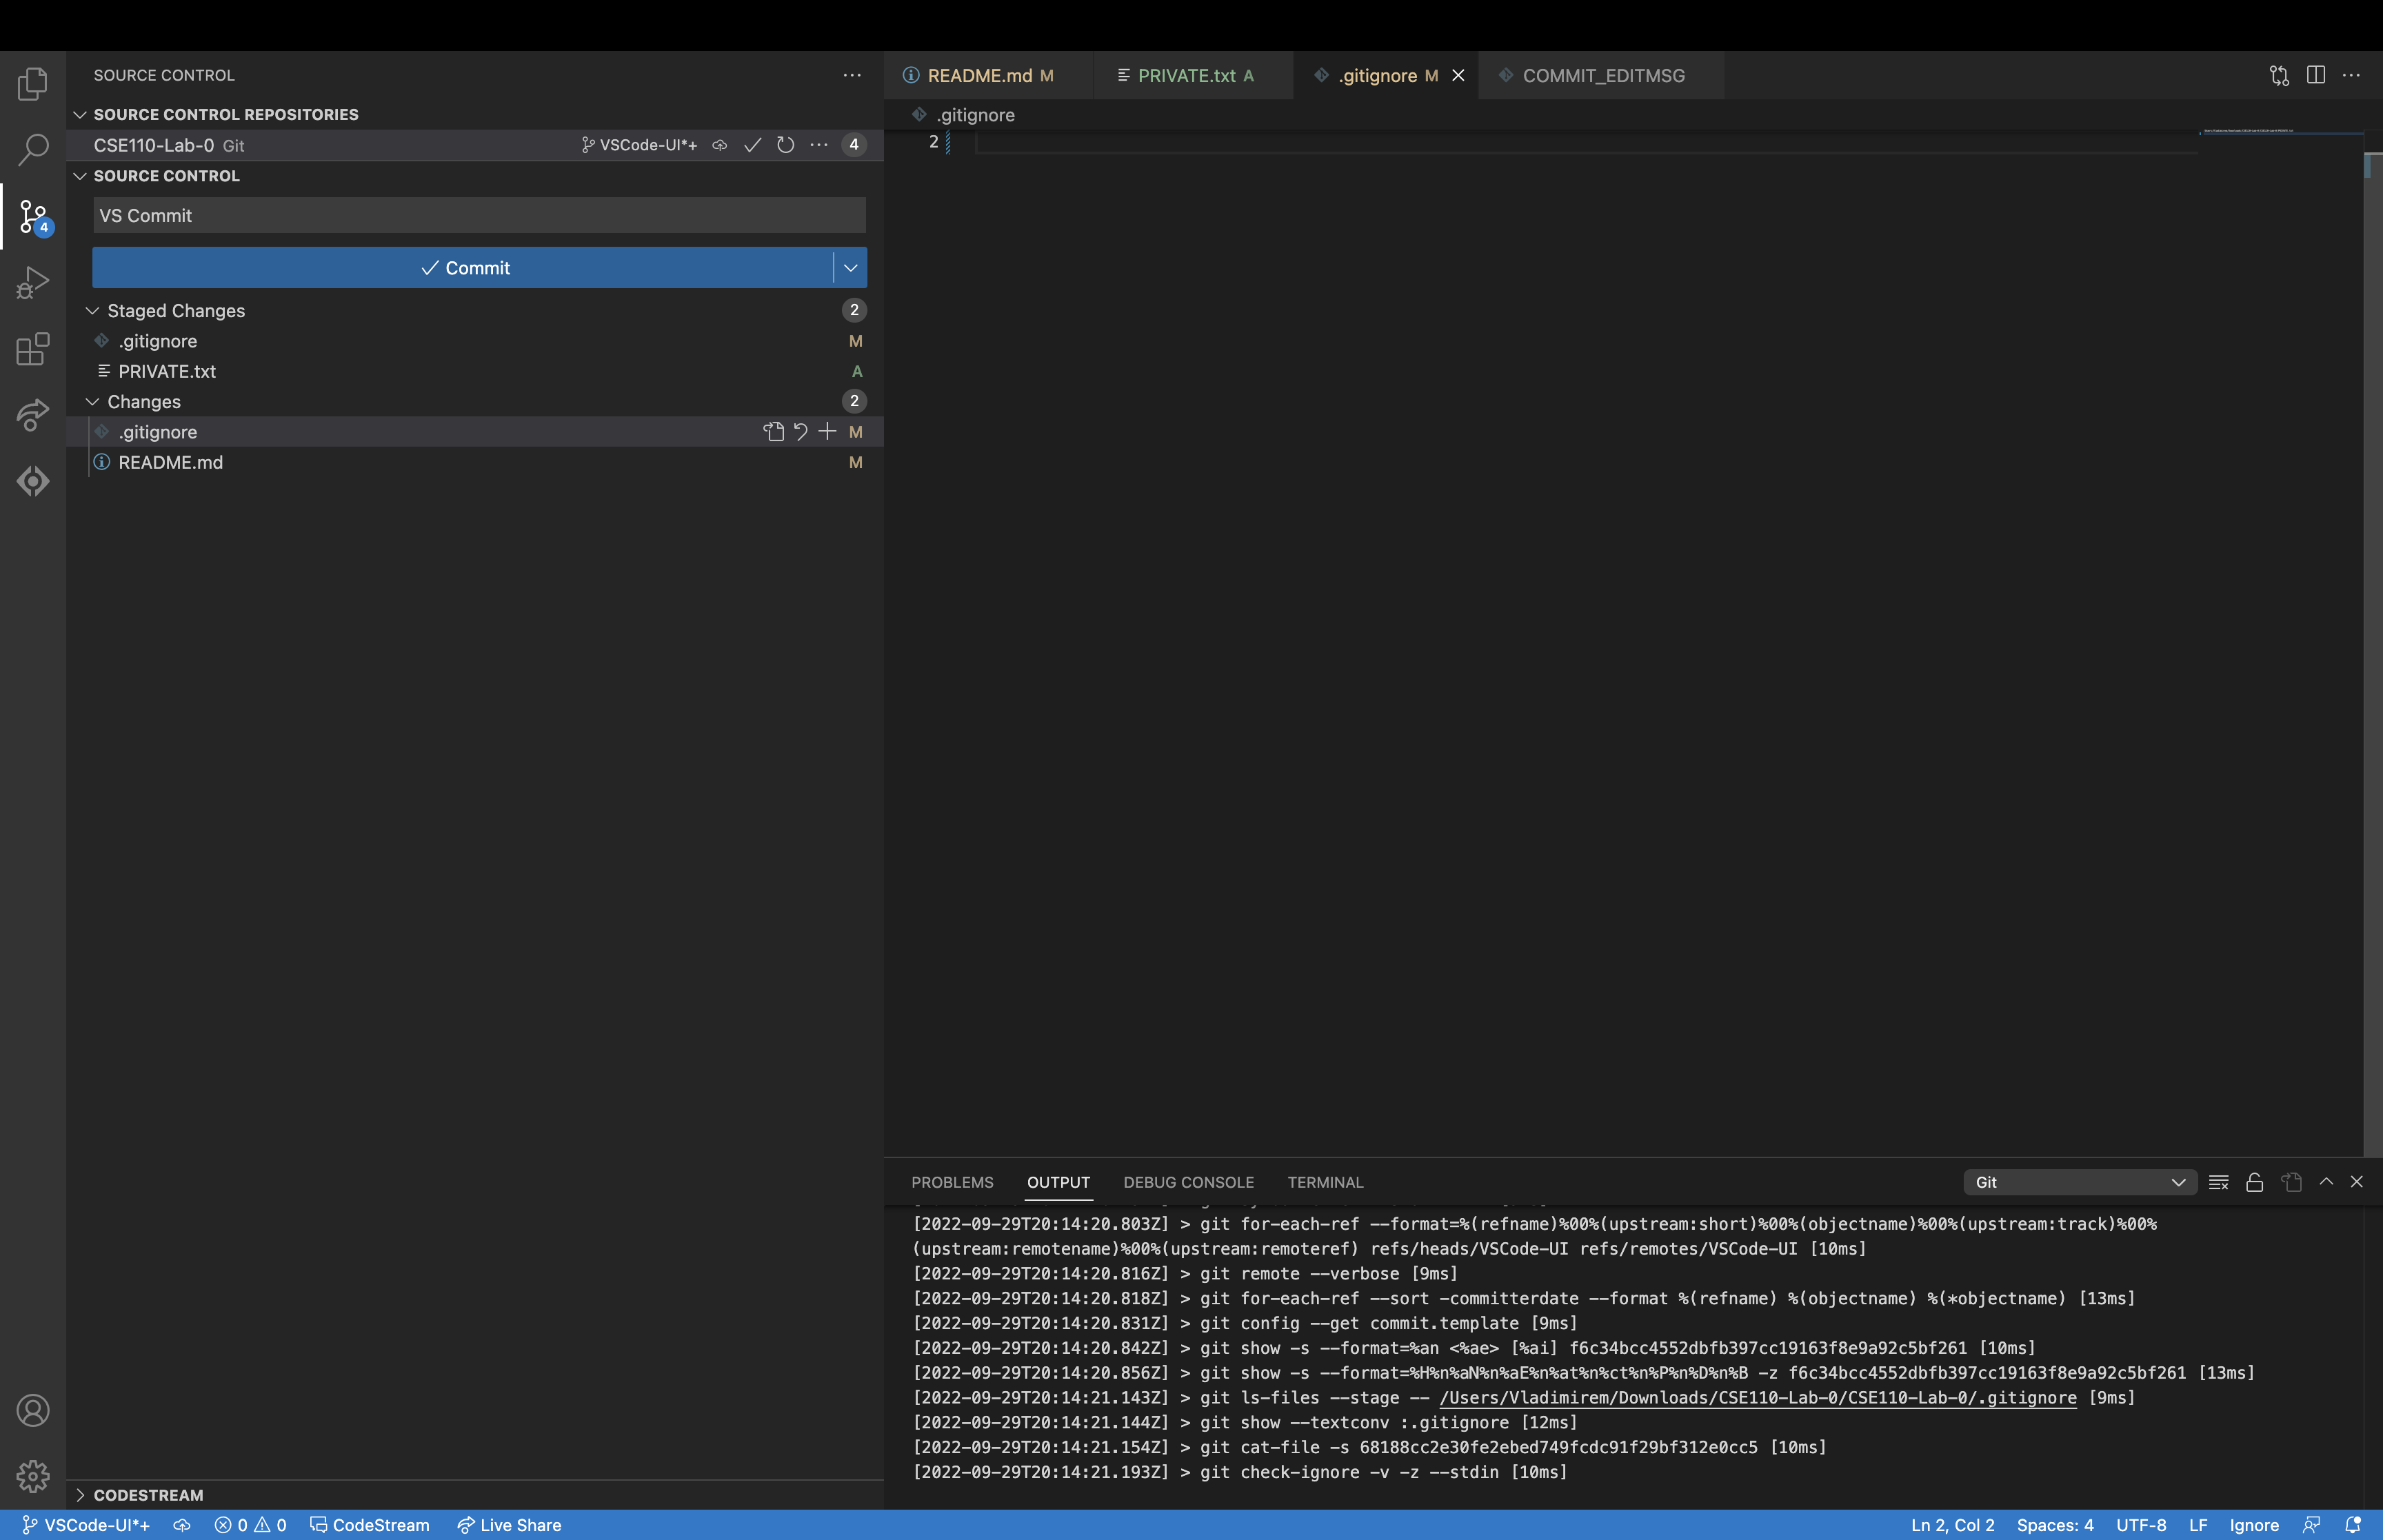 SOURCE CONTROL
SOURCE CONTROL REPOSITORIES
CSE110-Lab-0 Git VSCode-UI*+ 4
SOURCE CONTROL
4
VS Commit
Commit
Staged Changes 2
.gitignore M
PRIVATE.txt A
Changes 2
.gitignore M
README.md M
CODESTREAM
README.md M PRIVATE.txt A .gitignore M COMMIT_EDITMSG
.gitignore
2
PROBLEMS OUTPUT DEBUG CONSOLE TERMINAL Git
[2022-09-29T20:14:20.803Z] > git for-each-ref --format=%(refname)%00%(upstream:short)%00%(objectname)%00%(upstream:track)%00%
(upstream:remotename)%00%(upstream:remoteref) refs/heads/VSCode-UI refs/remotes/VSCode-UI [10ms]
[2022-09-29T20:14:20.816Z] > git remote --verbose [9ms]
[2022-09-29T20:14:20.818Z] > git for-each-ref --sort -committerdate --format %(refname) %(objectname) %(*objectname) [13ms]
[2022-09-29T20:14:20.831Z] > git config --get commit.template [9ms]
[2022-09-29T20:14:20.842Z] > git show -s --format=%an <%ae> [%ai] f6c34bcc4552dbfb397cc19163f8e9a92c5bf261 [10ms]
[2022-09-29T20:14:20.856Z] > git show -s --format=%H%n%aN%n%aE%n%at%n%ct%n%P%n%D%n%B -z f6c34bcc4552dbfb397cc19163f8e9a92c5bf261 [13ms]
[2022-09-29T20:14:21.143Z] > git ls-files --stage -- /Users/Vladimirem/Downloads/CSE110-Lab-0/CSE110-Lab-0/.gitignore [9ms]
[2022-09-29T20:14:21.144Z] > git show --textconv :.gitignore [12ms]
[2022-09-29T20:14:21.154Z] > git cat-file -s 68188cc2e30fe2ebed749fcdc91f29bf312e0cc5 [10ms]
[2022-09-29T20:14:21.193Z] > git check-ignore -v -z --stdin [10ms]
VSCode-UI*+ 0 0 CodeStream Live Share Ln 2, Col 2 Spaces: 4 UTF-8 LF Ignore